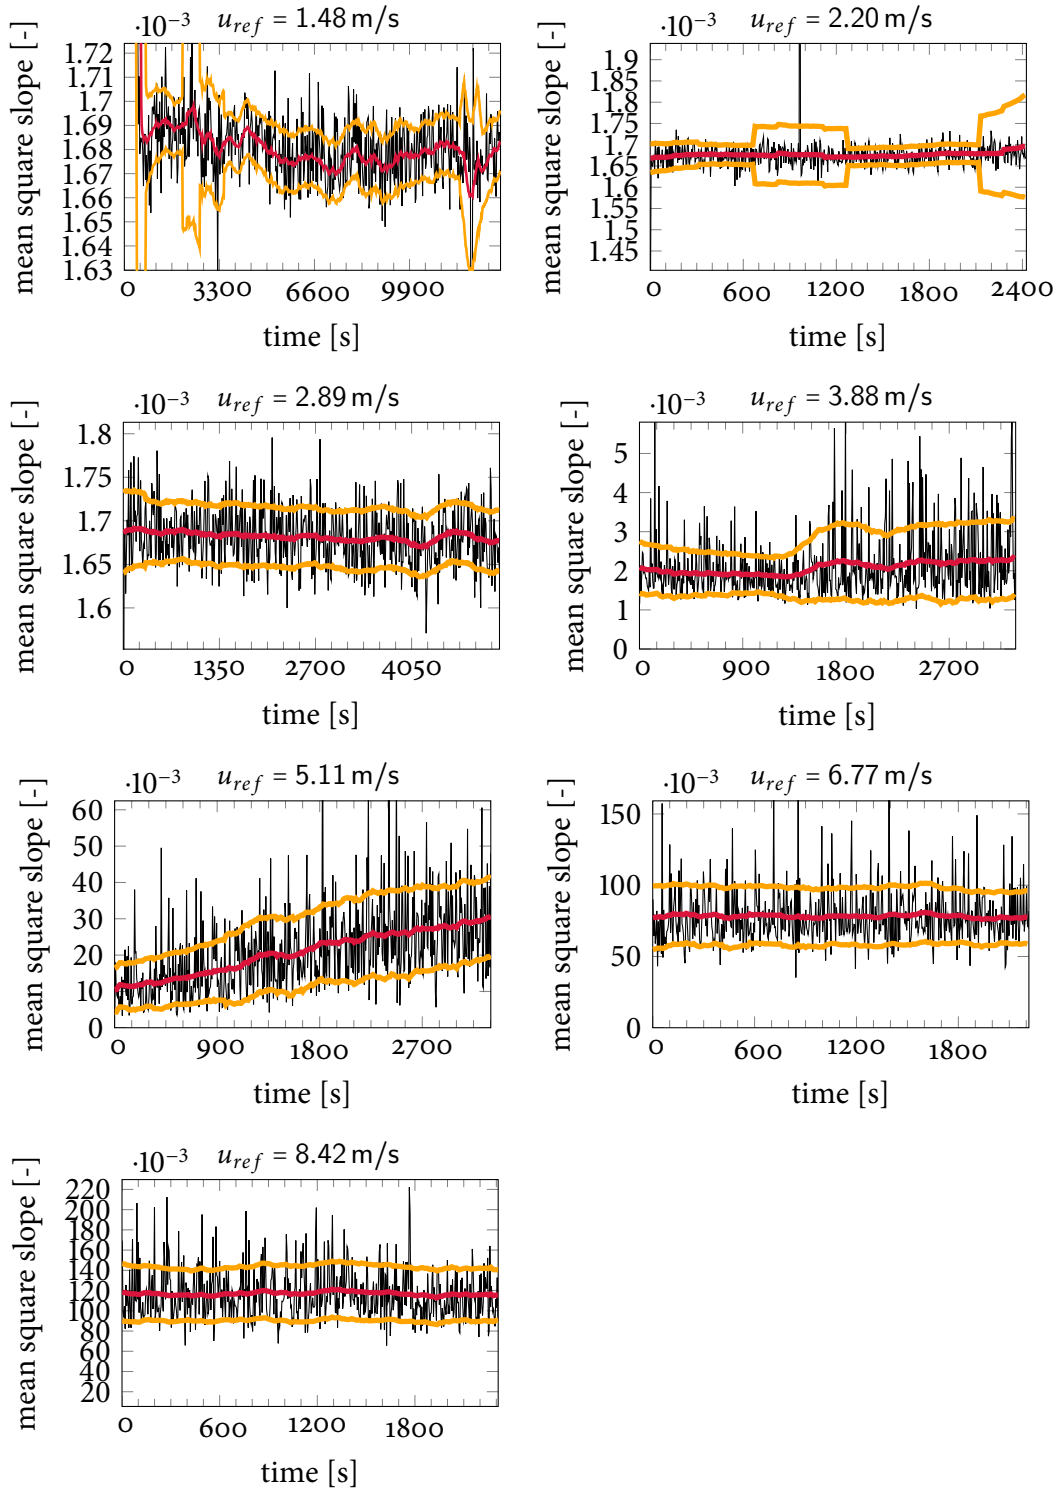 ·10⁻³ u_ref = 1.48 m/s
mean square slope [-]
1.72
1.71
1.7
1.69
1.68
1.67
1.66
1.64
1.63
0 3300 6600 9900
time [s]
·10⁻³ u_ref = 2.20 m/s
mean square slope [-]
1.9
1.85
1.8
1.75
1.7
1.65
1.6
1.55
1.5
1.45
0 600 1200 1800 2400
time [s]
·10⁻³ u_ref = 2.89 m/s
mean square slope [-]
1.8
1.75
1.7
1.65
1.6
0 1350 2700 4050
time [s]
·10⁻³ u_ref = 3.88 m/s
mean square slope [-]
5
4
3
2
1
0
0 900 1800 2700
time [s]
·10⁻³ u_ref = 5.11 m/s
mean square slope [-]
60
50
40
30
20
10
0
0 900 1800 2700
time [s]
·10⁻³ u_ref = 6.77 m/s
mean square slope [-]
150
100
50
0
0 600 1200 1800
time [s]
·10⁻³ u_ref = 8.42 m/s
mean square slope [-]
220
200
180
160
140
120
100
80
60
40
20
0 600 1200 1800
time [s]